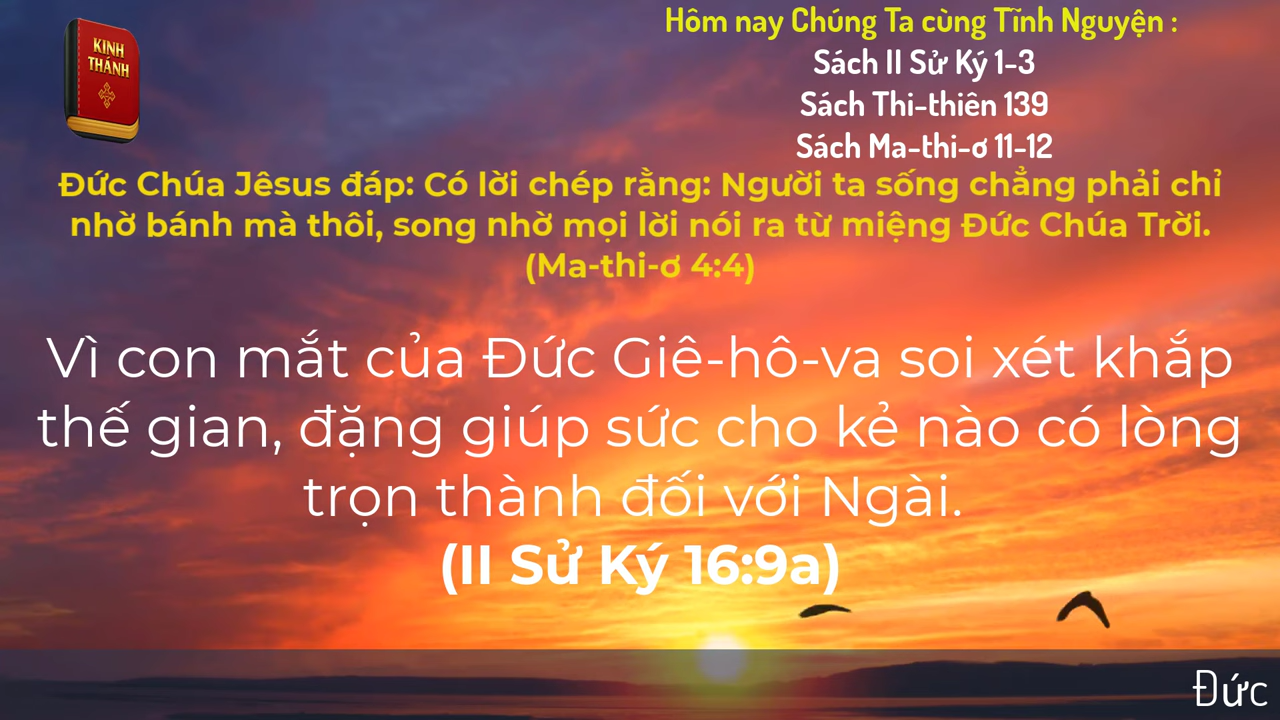 KINH
THÁNH
Hôm nay Chúng Ta cùng Tĩnh Nguyện :
Sách II Sử Ký 1-3
Sách Thi-thiên 139
Sách Ma-thi-ơ 11-12
Đức Chúa Jêsus đáp: Có lời chép rằng: Người ta sống chẳng phải chỉ
nhờ bánh mà thôi, song nhờ mọi lời nói ra từ miệng Đức Chúa Trời.
(Ma-thi-ơ 4:4)
Vì con mắt của Đức Giê-hô-va soi xét khắp
thế gian, đặng giúp sức cho kẻ nào có lòng
trọn thành đối với Ngài.
(II Sử Ký 16:9a)
Đức